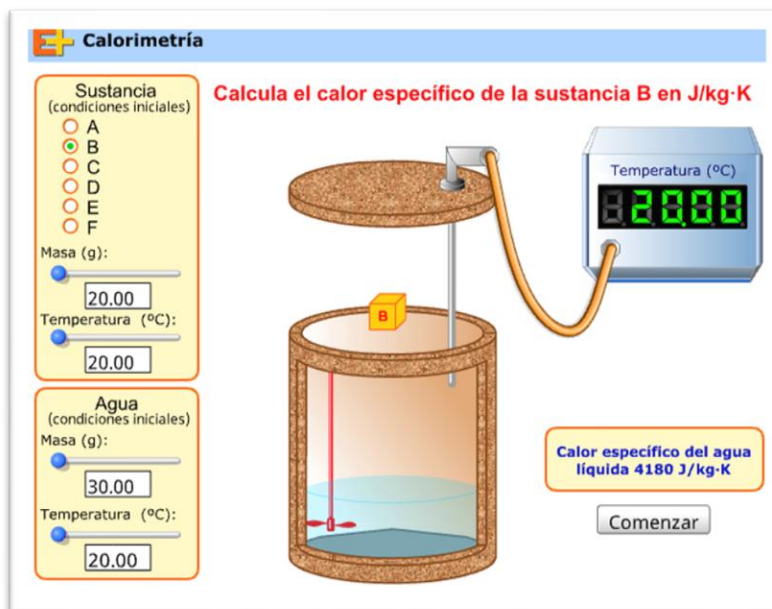 E+ Calorimetría
Calcula el calor específico de la sustancia B en J/kg·K
Sustancia
(condiciones iniciales)
A
B
C
D
E
F
Masa (g):
20.00
Temperatura (ºC):
20.00
Agua
(condiciones iniciales)
Masa (g):
30.00
Temperatura (ºC):
20.00
B
Temperatura (ºC)
20.00
Calor específico del agua
líquida 4180 J/kg·K
Comenzar